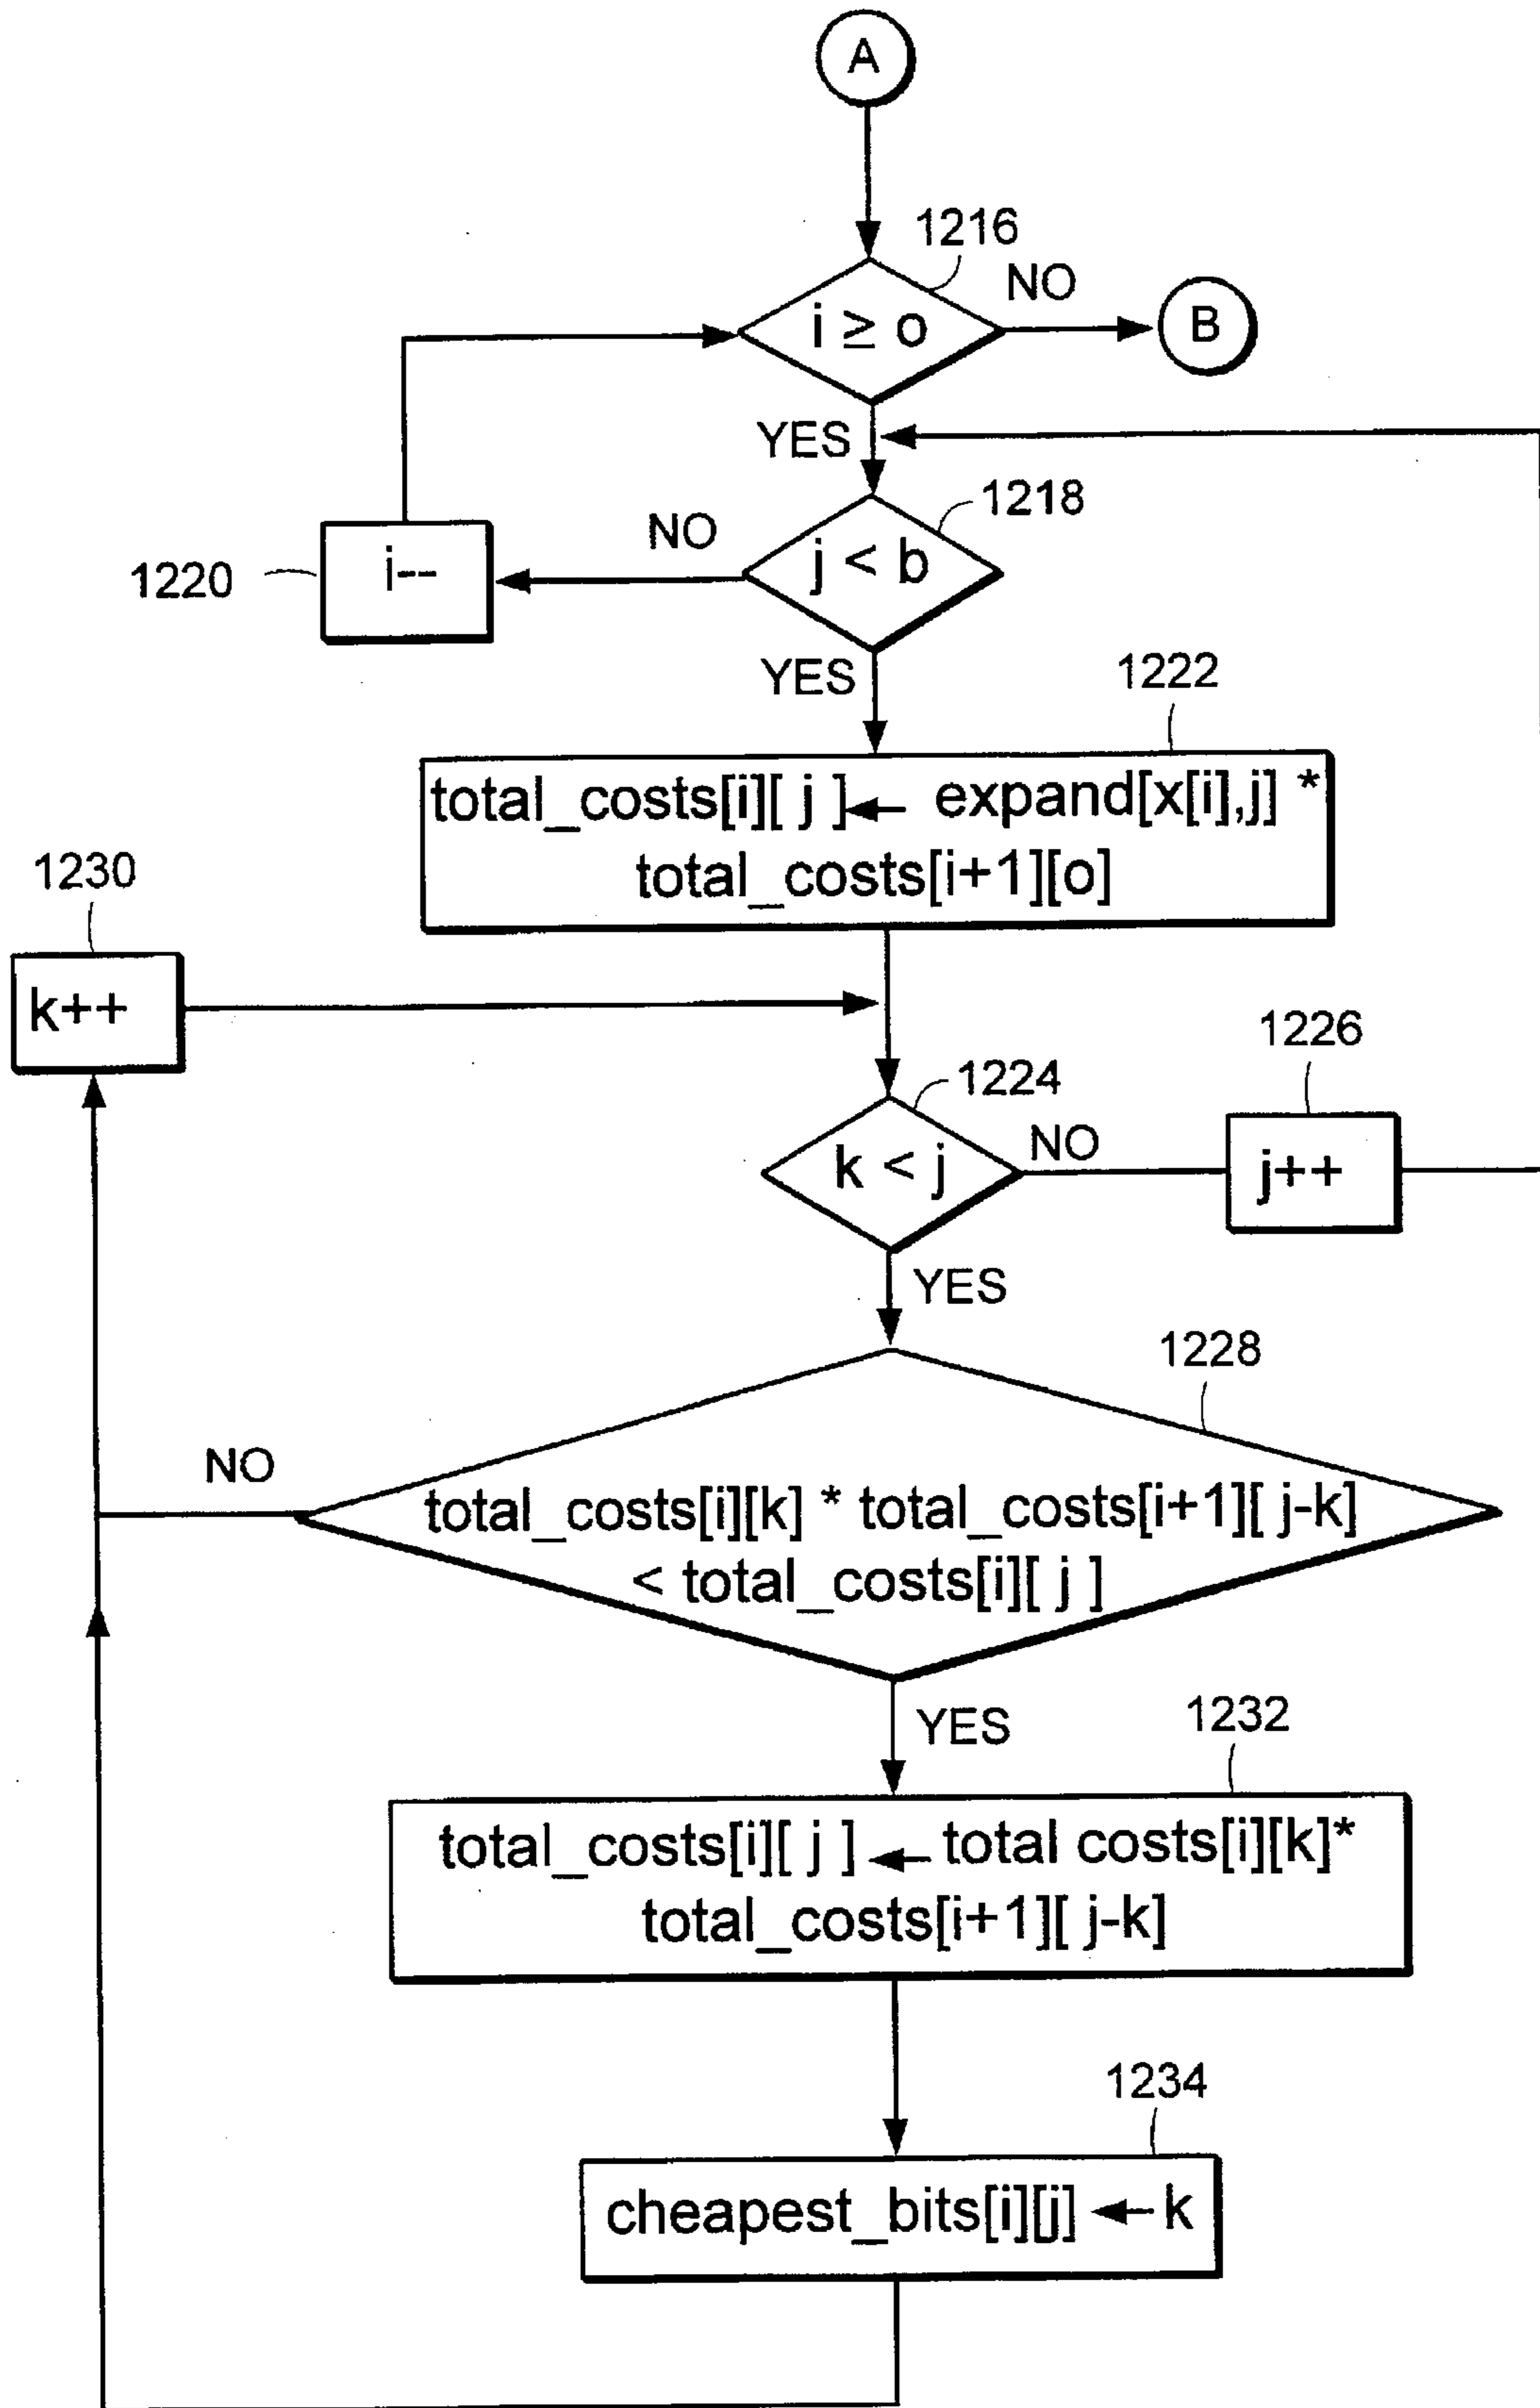 A
1216
NO
i ≥ o
B
YES
1218
NO
j < b
1220
i--
YES
1222
total_costs[i][ j ] ← expand[x[i],j] *
total_costs[i+1][o]
1230
k++
1226
1224
NO
k < j
j++
YES
1228
NO
total_costs[i][k] * total_costs[i+1][ j-k]
< total_costs[i][ j ]
YES
1232
total_costs[i][ j ] ← total costs[i][k]*
total_costs[i+1][ j-k]
1234
cheapest_bits[i][j] ← k